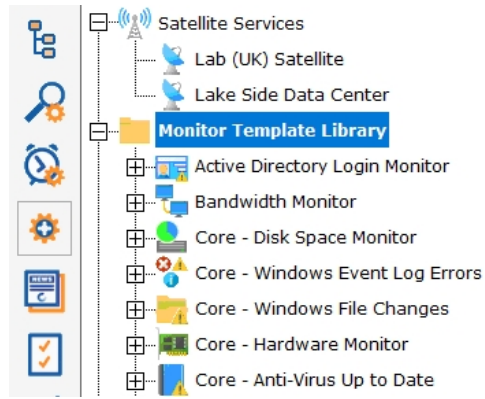 Satellite Services
Lab (UK) Satellite
Lake Side Data Center
Monitor Template Library
Active Directory Login Monitor
Bandwidth Monitor
Core - Disk Space Monitor
Core - Windows Event Log Errors
Core - Windows File Changes
NEWS
Core - Hardware Monitor
Core - Anti-Virus Up to Date